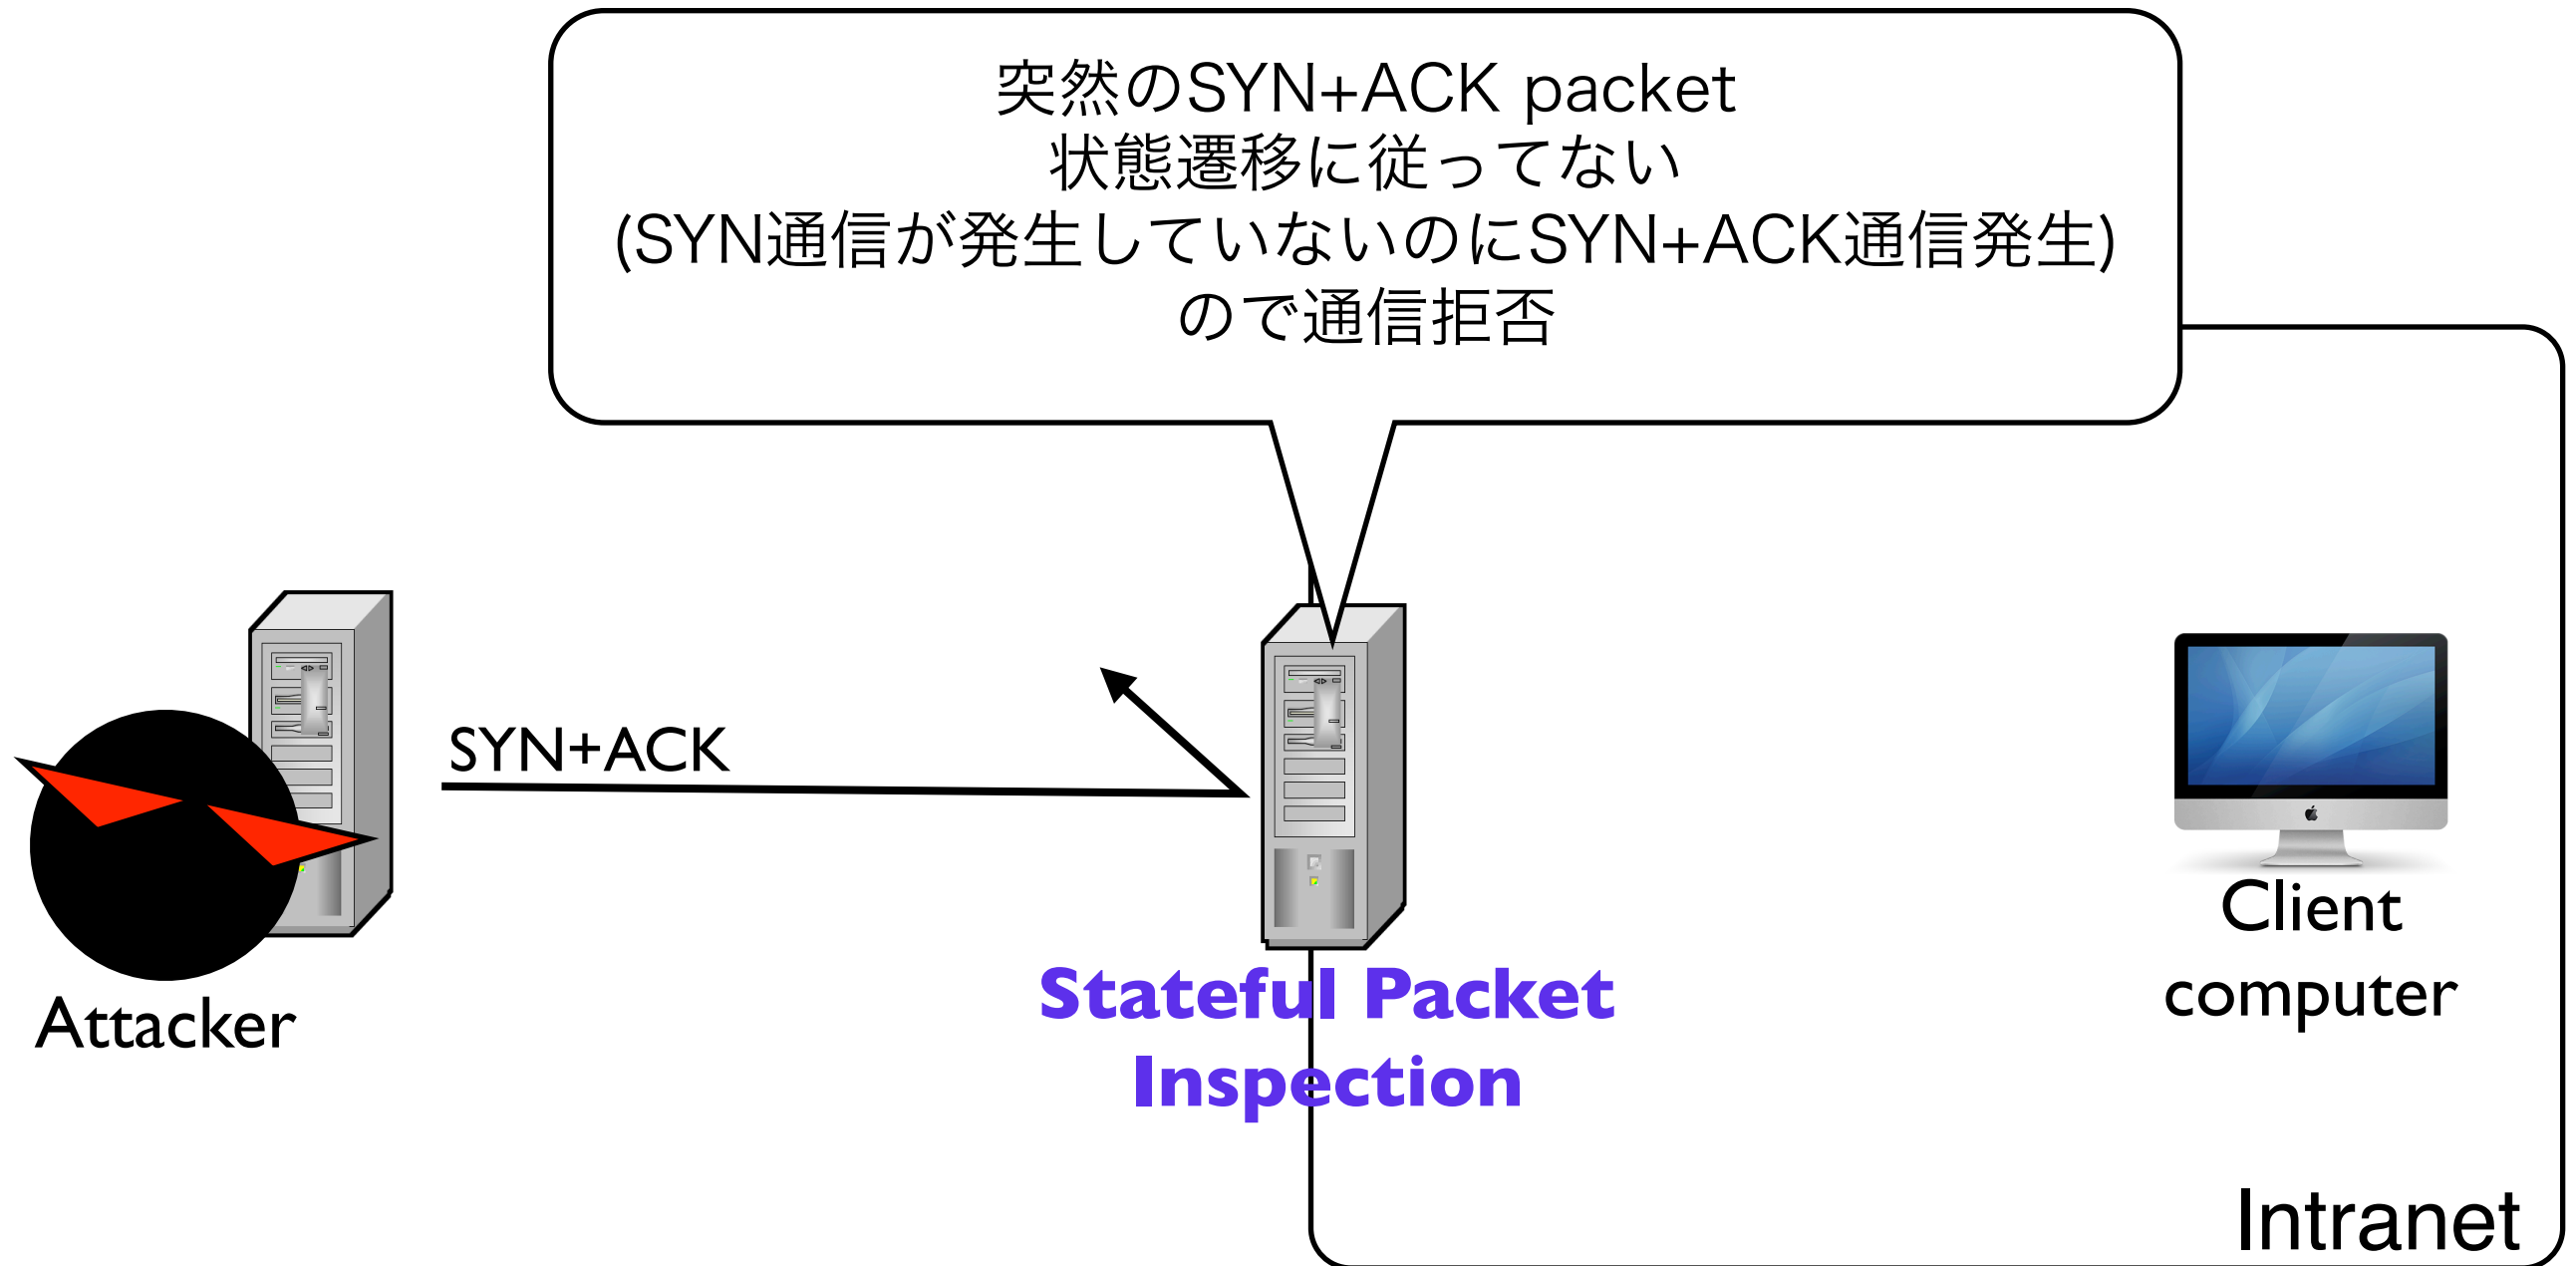 突然のSYN+ACK packet
状態遷移に従ってない
(SYN通信が発生していないのにSYN+ACK通信発生)
ので通信拒否
SYN+ACK
Attacker
Stateful Packet
Inspection
Client
computer
Intranet